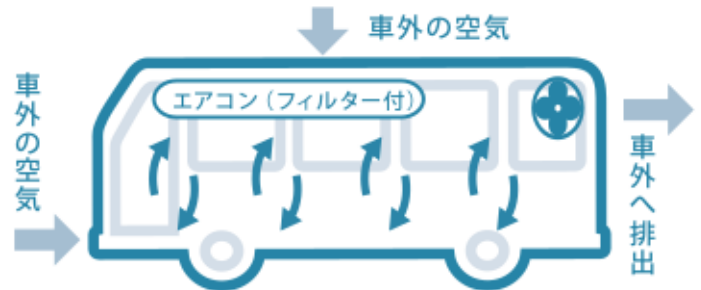 車外の空気
車外の空気
エアコン（フィルター付）
車外へ排出